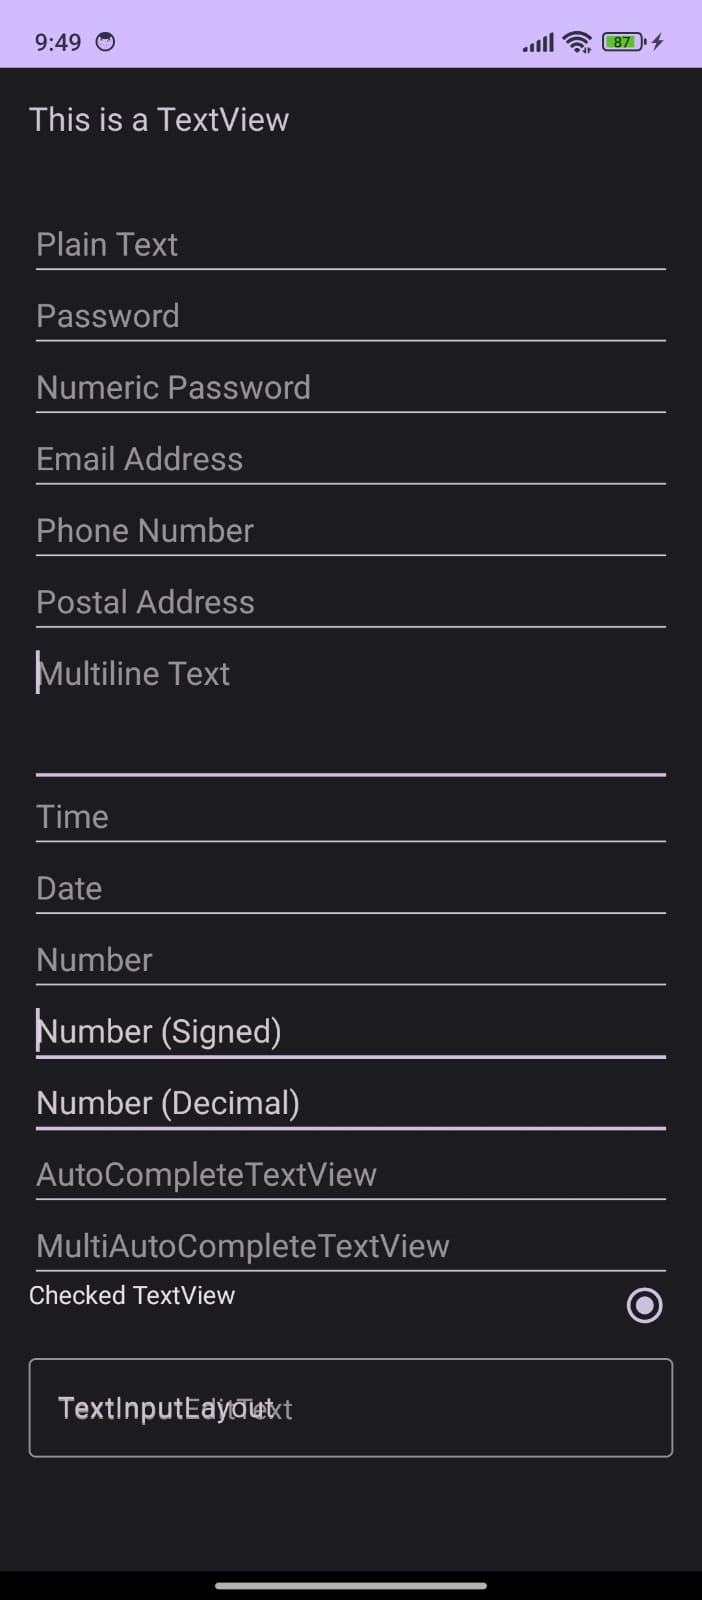 9:49 87
This is a TextView
Plain Text
Password
Numeric Password
Email Address
Phone Number
Postal Address
Multiline Text
Time
Date
Number
Number (Signed)
Number (Decimal)
AutoCompleteTextView
MultiAutoCompleteTextView
Checked TextView
TextInputLayout
TextInputEditText